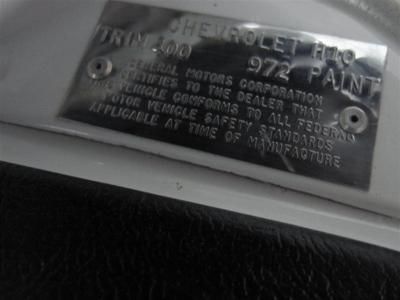 CHEVROLET H10
TRIM 400 972 PAINT
GENERAL MOTORS CORPORATION
CERTIFIES TO THE DEALER THAT
THIS VEHICLE CONFORMS TO ALL FEDERAL
MOTOR VEHICLE SAFETY STANDARDS
APPLICABLE AT TIME OF MANUFACTURE